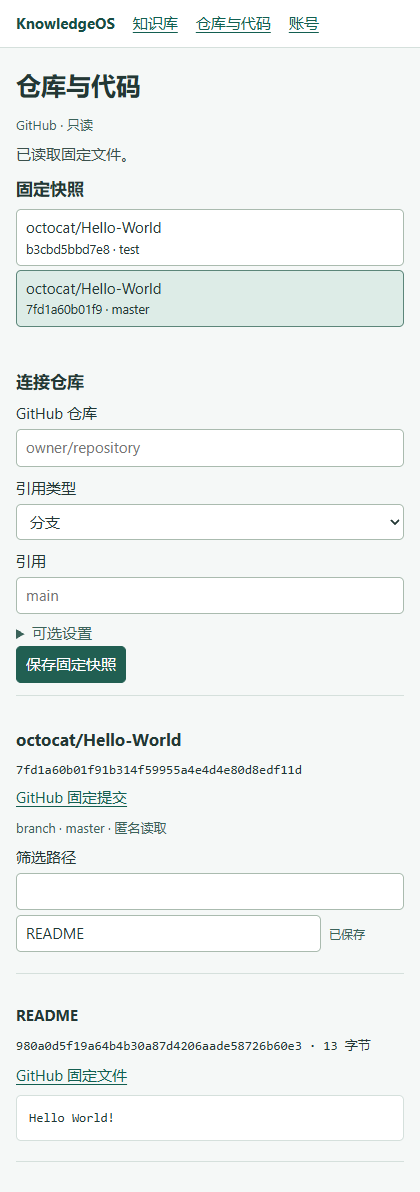 KnowledgeOS 知识库 仓库与代码 账号
仓库与代码
GitHub · 只读
已读取固定文件。
固定快照
octocat/Hello-World
b3cbd5bbd7e8 · test
octocat/Hello-World
7fd1a60b01f9 · master
连接仓库
GitHub 仓库
owner/repository
引用类型
分支
引用
main
可选设置
保存固定快照
octocat/Hello-World
7fd1a60b01f91b314f59955a4e4d4e80d8edf11d
GitHub 固定提交
branch · master · 匿名读取
筛选路径
README 已保存
README
980a0d5f19a64b4b30a87d4206aade58726b60e3 · 13 字节
GitHub 固定文件
Hello World!